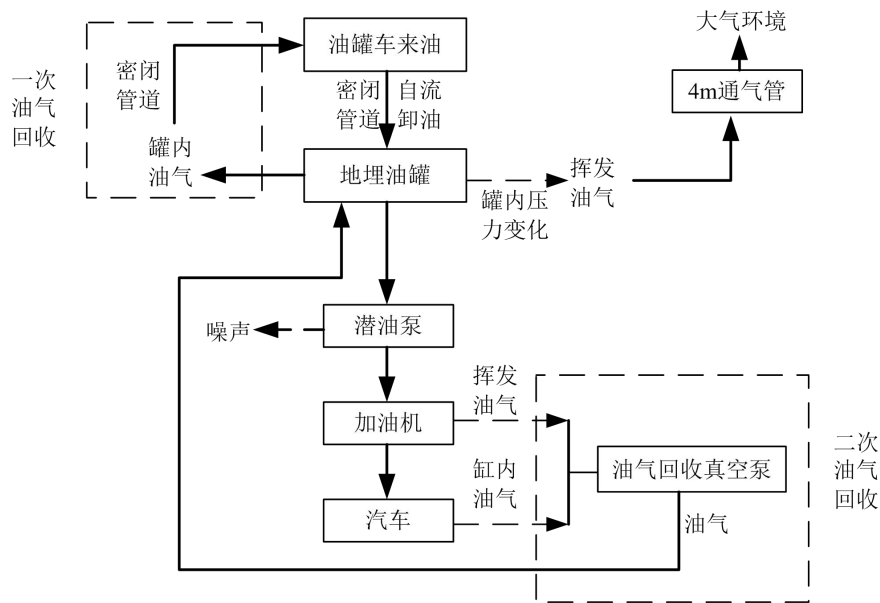 大气环境
油罐车来油
4m通气管
一次
油气
回收
密闭
管道
密闭
管道
自流
卸油
罐内
油气
地埋油罐
罐内压
力变化
挥发
油气
噪声
潜油泵
挥发
油气
加油机
缸内
油气
油气回收真空泵
二次
油气
回收
汽车
油气